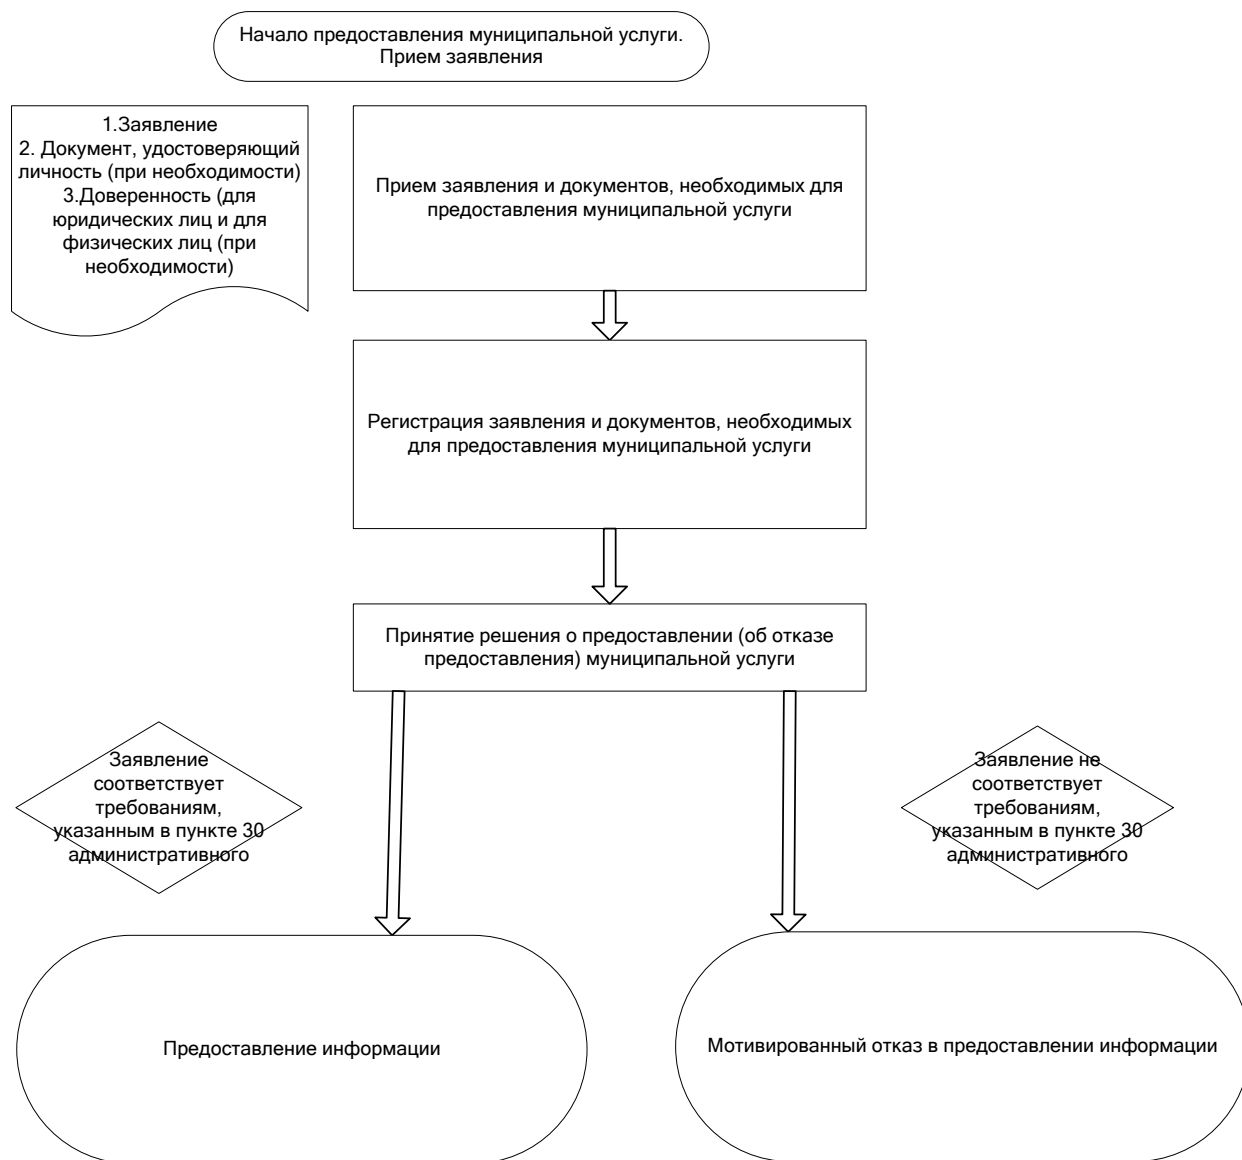 Начало предоставления муниципальной услуги.
Прием заявления
1.Заявление
2. Документ, удостоверяющий
личность (при необходимости)
3.Доверенность (для
юридических лиц и для
физических лиц (при
необходимости)
Прием заявления и документов, необходимых для
предоставления муниципальной услуги
Регистрация заявления и документов, необходимых
для предоставления муниципальной услуги
Принятие решения о предоставлении (об отказе
предоставления) муниципальной услуги
Заявление
соответствует
требованиям,
указанным в пункте 30
административного
Заявление не
соответствует
требованиям,
указанным в пункте 30
административного
Предоставление информации
Мотивированный отказ в предоставлении информации